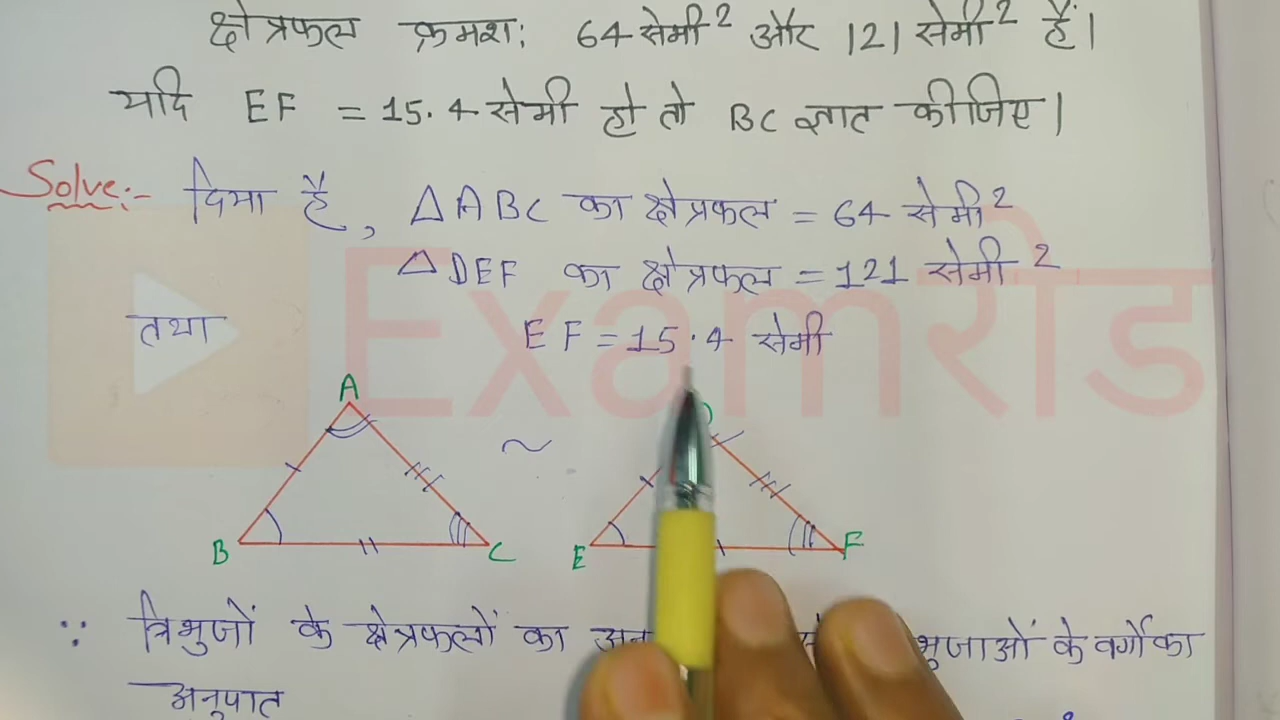 क्षेत्रफल क्रमशः 64 सेमी² और 121 सेमी² हैं।
यदि EF = 15.4 सेमी हो तो BC ज्ञात कीजिए।
Solve:- दिया है, △ABC का क्षेत्रफल = 64 सेमी²
△DEF का क्षेत्रफल = 121 सेमी²
तथा EF = 15.4 सेमी
Examरोड
A
~
B C E F
∵ त्रिभुजों के क्षेत्रफलों का भुजाओं के वर्गों का
अनुपात